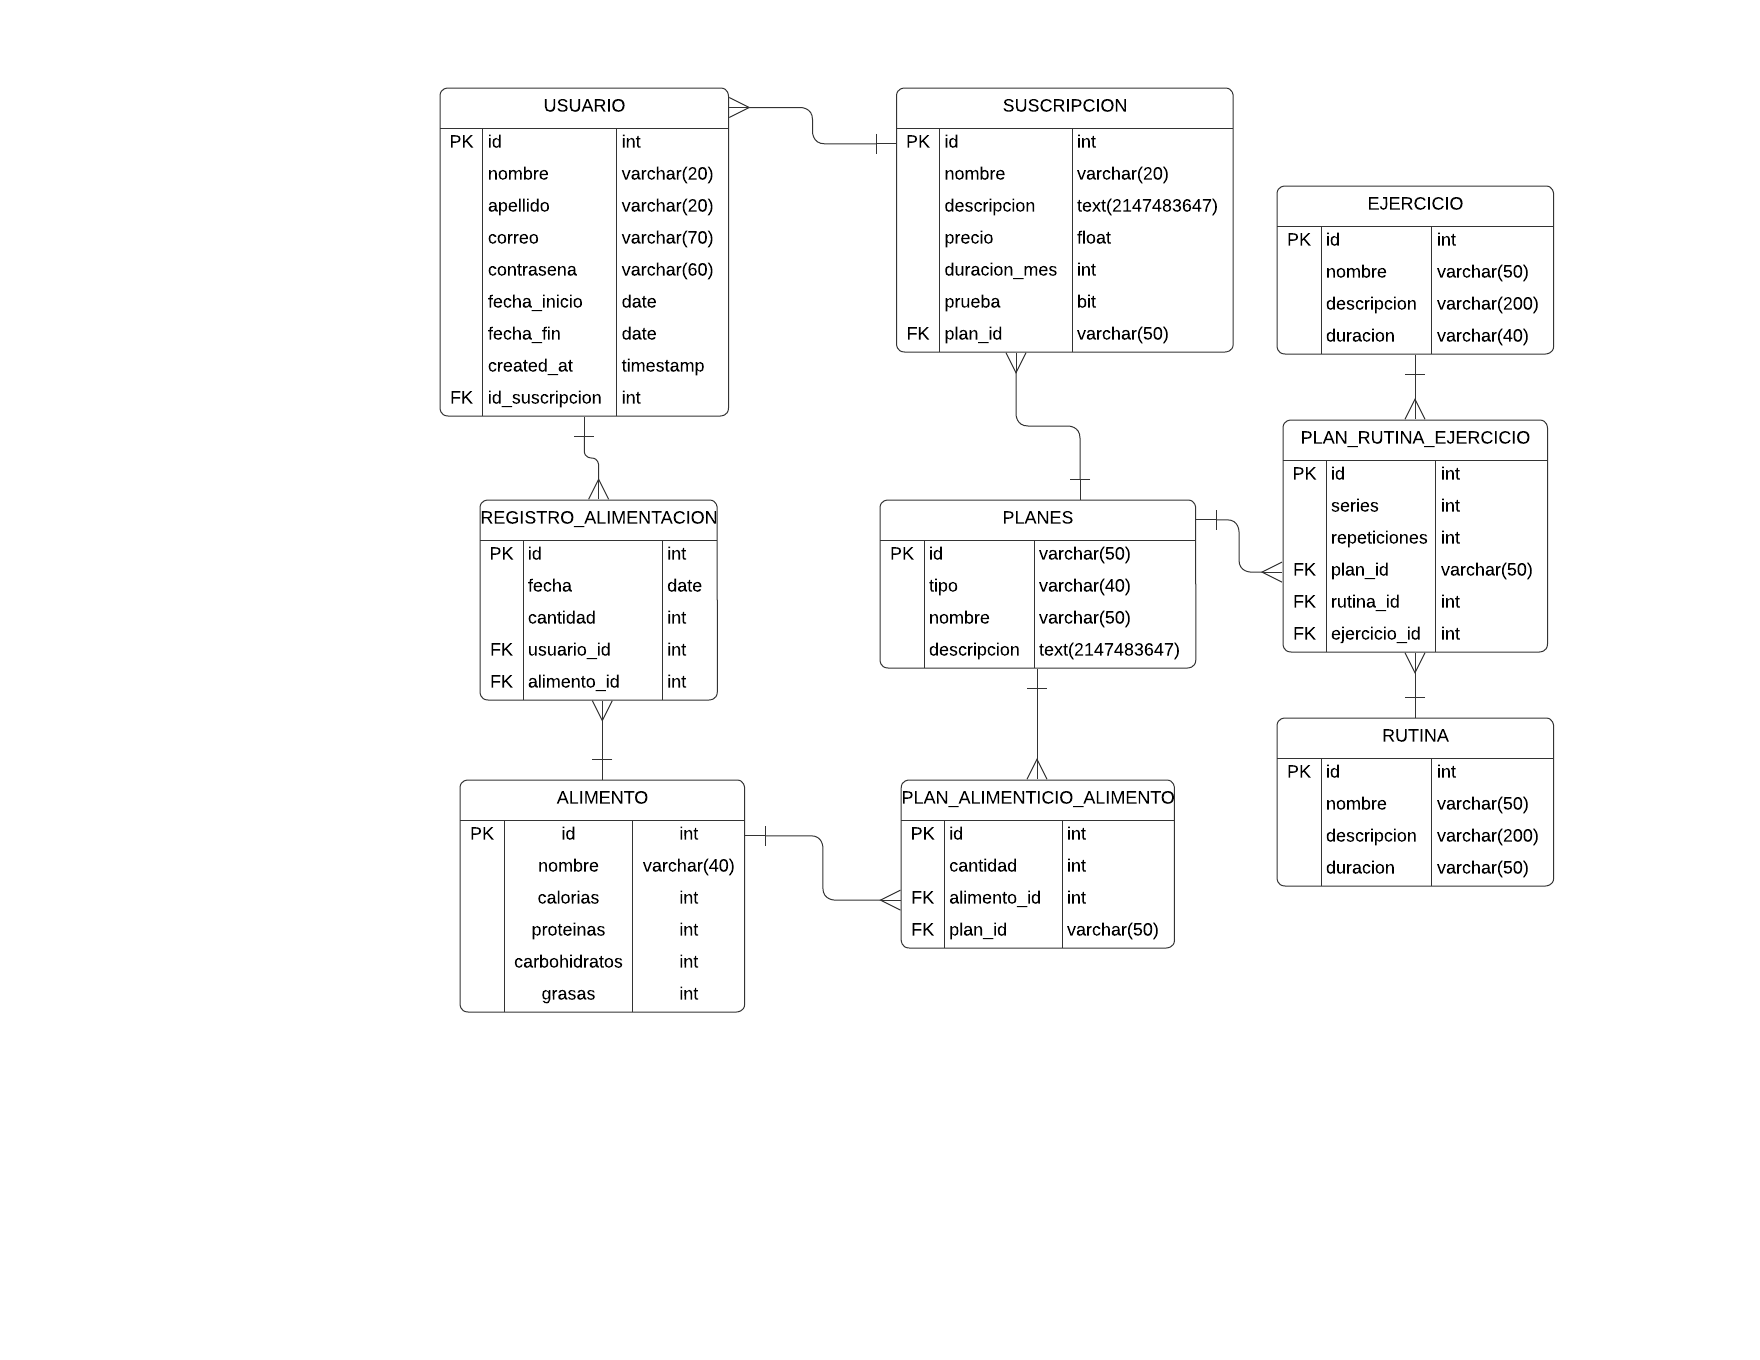 USUARIO
PK id int
nombre varchar(20)
apellido varchar(20)
correo varchar(70)
contrasena varchar(60)
fecha_inicio date
fecha_fin date
created_at timestamp
FK id_suscripcion int
SUSCRIPCION
PK id int
nombre varchar(20)
descripcion text(2147483647)
precio float
duracion_mes int
prueba bit
FK plan_id varchar(50)
EJERCICIO
PK id int
nombre varchar(50)
descripcion varchar(200)
duracion varchar(40)
REGISTRO_ALIMENTACION
PK id int
fecha date
cantidad int
FK usuario_id int
FK alimento_id int
PLANES
PK id varchar(50)
tipo varchar(40)
nombre varchar(50)
descripcion text(2147483647)
PLAN_RUTINA_EJERCICIO
PK id int
series int
repeticiones int
FK plan_id varchar(50)
FK rutina_id int
FK ejercicio_id int
ALIMENTO
PK id int
nombre varchar(40)
calorias int
proteinas int
carbohidratos int
grasas int
PLAN_ALIMENTICIO_ALIMENTO
PK id int
cantidad int
FK alimento_id int
FK plan_id varchar(50)
RUTINA
PK id int
nombre varchar(50)
descripcion varchar(200)
duracion varchar(50)